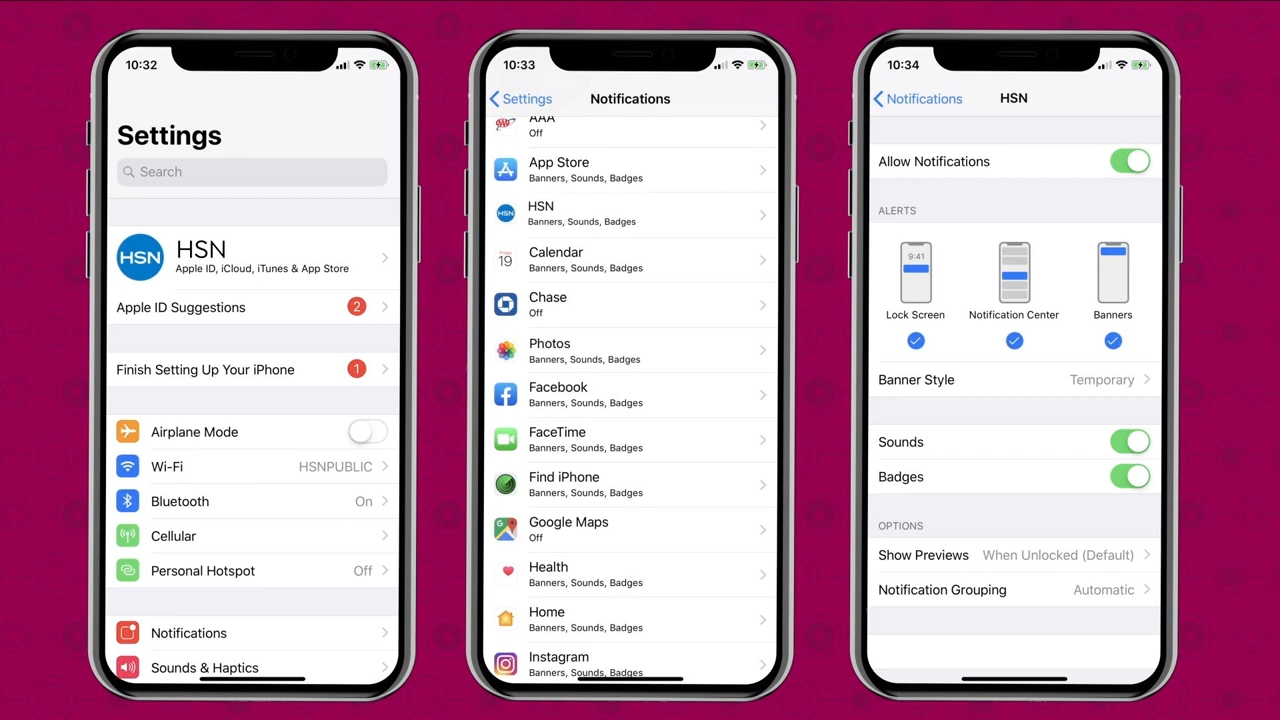 10:32
Settings
Search
HSN
HSN
Apple ID, iCloud, iTunes & App Store
Apple ID Suggestions
2
Finish Setting Up Your iPhone
1
Airplane Mode
Wi-Fi
HSNPUBLIC
Bluetooth
On
Cellular
Personal Hotspot
Off
Notifications
Sounds & Haptics
10:33
Settings
Notifications
AAA
Off
App Store
Banners, Sounds, Badges
HSN
HSN
Banners, Sounds, Badges
19
Calendar
Banners, Sounds, Badges
Chase
Off
Photos
Banners, Sounds, Badges
Facebook
Banners, Sounds, Badges
FaceTime
Banners, Sounds, Badges
Find iPhone
Banners, Sounds, Badges
Google Maps
Off
Health
Banners, Sounds, Badges
Home
Banners, Sounds, Badges
Instagram
Banners, Sounds, Badges
10:34
Notifications
HSN
Allow Notifications
ALERTS
9:41
Lock Screen
Notification Center
Banners
Banner Style
Temporary
Sounds
Badges
OPTIONS
Show Previews
When Unlocked (Default)
Notification Grouping
Automatic